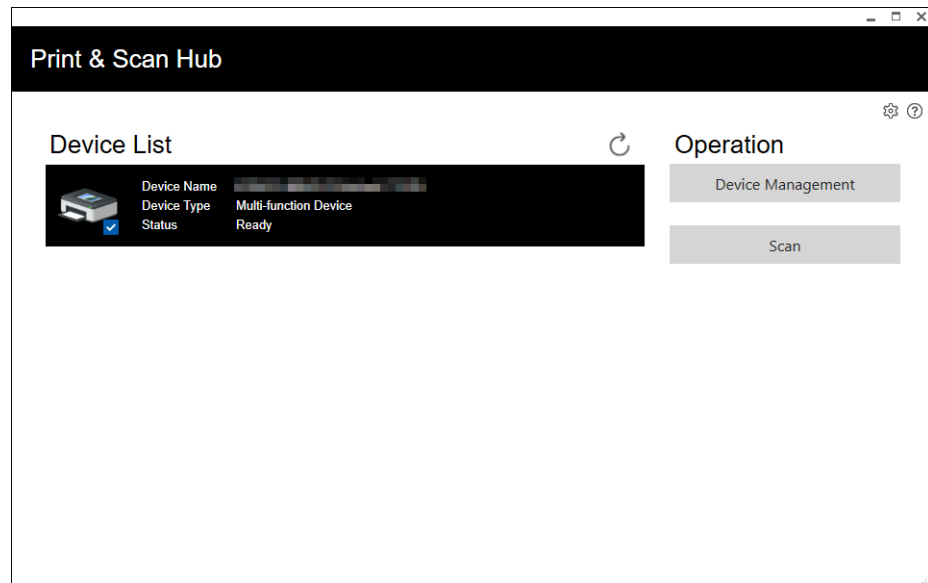 Print & Scan Hub
Device List
Operation
Device Name
Device Type Multi-function Device
Status Ready
Device Management
Scan